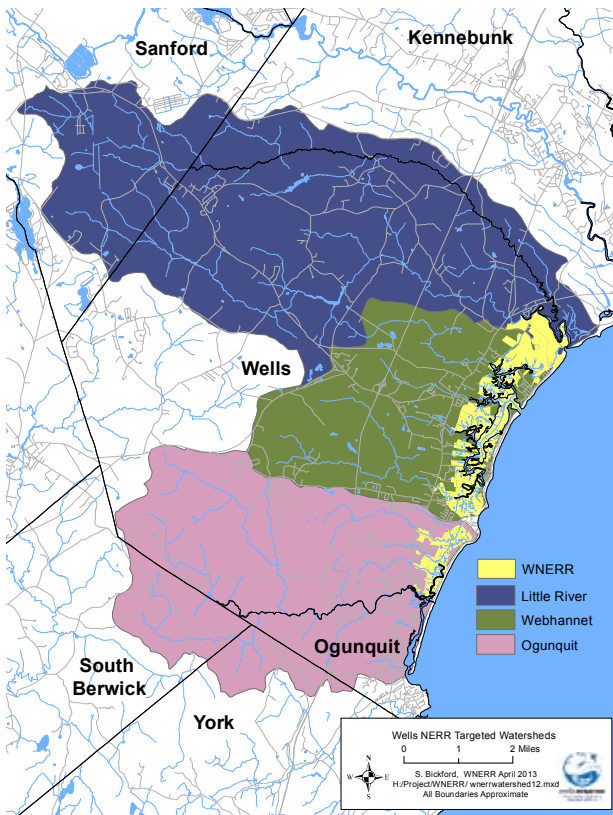 Sanford
Kennebunk
Wells
WNERR
Little River
Webhannet
Ogunquit
Ogunquit
South
Berwick
York
Wells NERR Targeted Watersheds
0 1 2 Miles
N
W E
S
S. Bickford, WNERR April 2013
H:/Project/WNERR/ wnerrwatershed12.mxd
All Boundaries Approximate